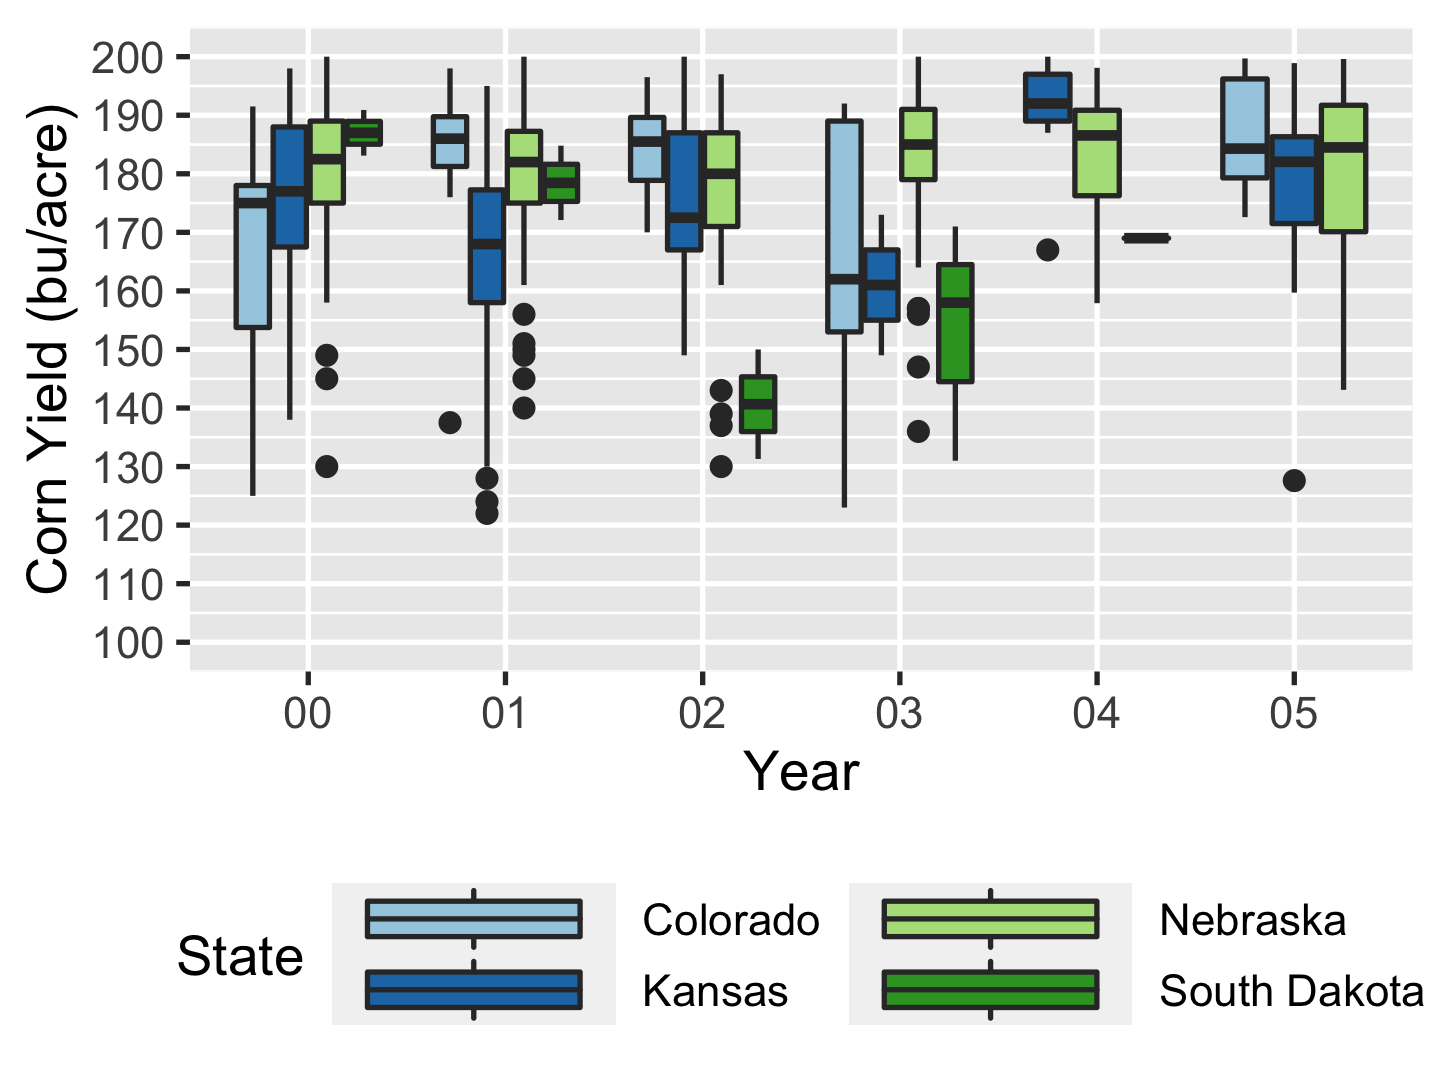 Corn Yield (bu/acre)
200
190
180
170
160
150
140
130
120
110
100
00 01 02 03 04 05
Year
State
Colorado
Nebraska
Kansas
South Dakota